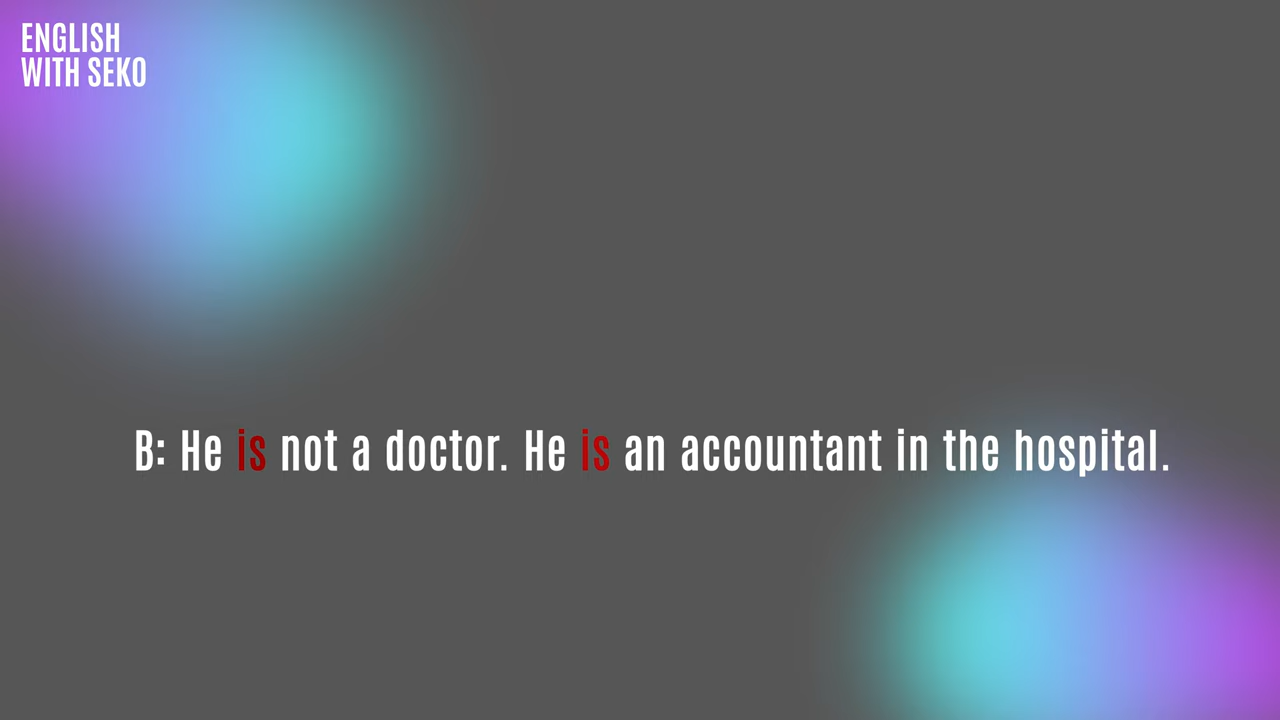 ENGLISH
WITH SEKO
B: He is not a doctor. He is an accountant in the hospital.